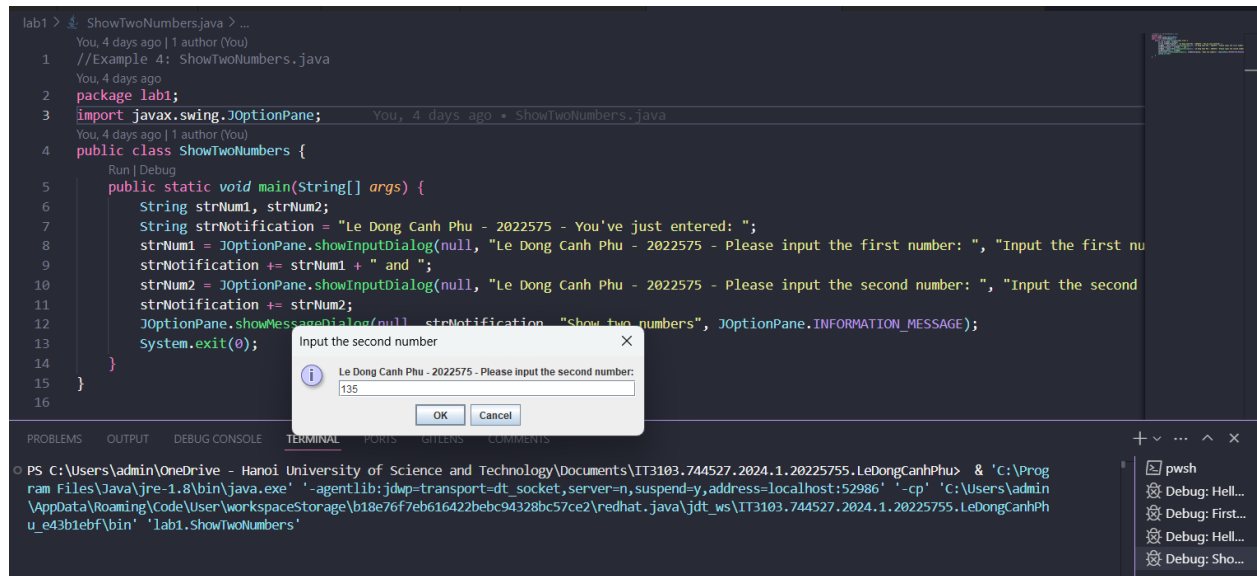 lab1 > ShowTwoNumbers.java > ...
You, 4 days ago | 1 author (You)
1 //Example 4: ShowTwoNumbers.java
You, 4 days ago
2 package lab1;
3 import javax.swing.JOptionPane; You, 4 days ago • ShowTwoNumbers.java
You, 4 days ago | 1 author (You)
4 public class ShowTwoNumbers {
Run | Debug
5 public static void main(String[] args) {
6 String strNum1, strNum2;
7 String strNotification = "Le Dong Canh Phu - 2022575 - You've just entered: ";
8 strNum1 = JOptionPane.showInputDialog(null, "Le Dong Canh Phu - 2022575 - Please input the first number: ", "Input the first nu
9 strNotification += strNum1 + " and ";
10 strNum2 = JOptionPane.showInputDialog(null, "Le Dong Canh Phu - 2022575 - Please input the second number: ", "Input the second
11 strNotification += strNum2;
12 JOptionPane.showMessageDialog(null, strNotification, "Show two numbers", JOptionPane.INFORMATION_MESSAGE);
13 System.exit(0);
14 }
15 }
16
Input the second number
Le Dong Canh Phu - 2022575 - Please input the second number:
135
OK Cancel
PROBLEMS OUTPUT DEBUG CONSOLE TERMINAL PORTS GITLENS COMMENTS
PS C:\Users\admin\OneDrive - Hanoi University of Science and Technology\Documents\IT3103.744527.2024.1.20225755.LeDongCanhPhu> & 'C:\Prog
ram Files\Java\jre-1.8\bin\java.exe' '-agentlib:jdwp=transport=dt_socket,server=n,suspend=y,address=localhost:52986' '-cp' 'C:\Users\admin
\AppData\Roaming\Code\User\workspaceStorage\b18e76f7eb616422bebc94328bc57ce2\redhat.java\jdt_ws\IT3103.744527.2024.1.20225755.LeDongCanhPh
u_e43b1ebf\bin' 'lab1.ShowTwoNumbers'
pwsh
Debug: Hell...
Debug: First...
Debug: Hell...
Debug: Sho...